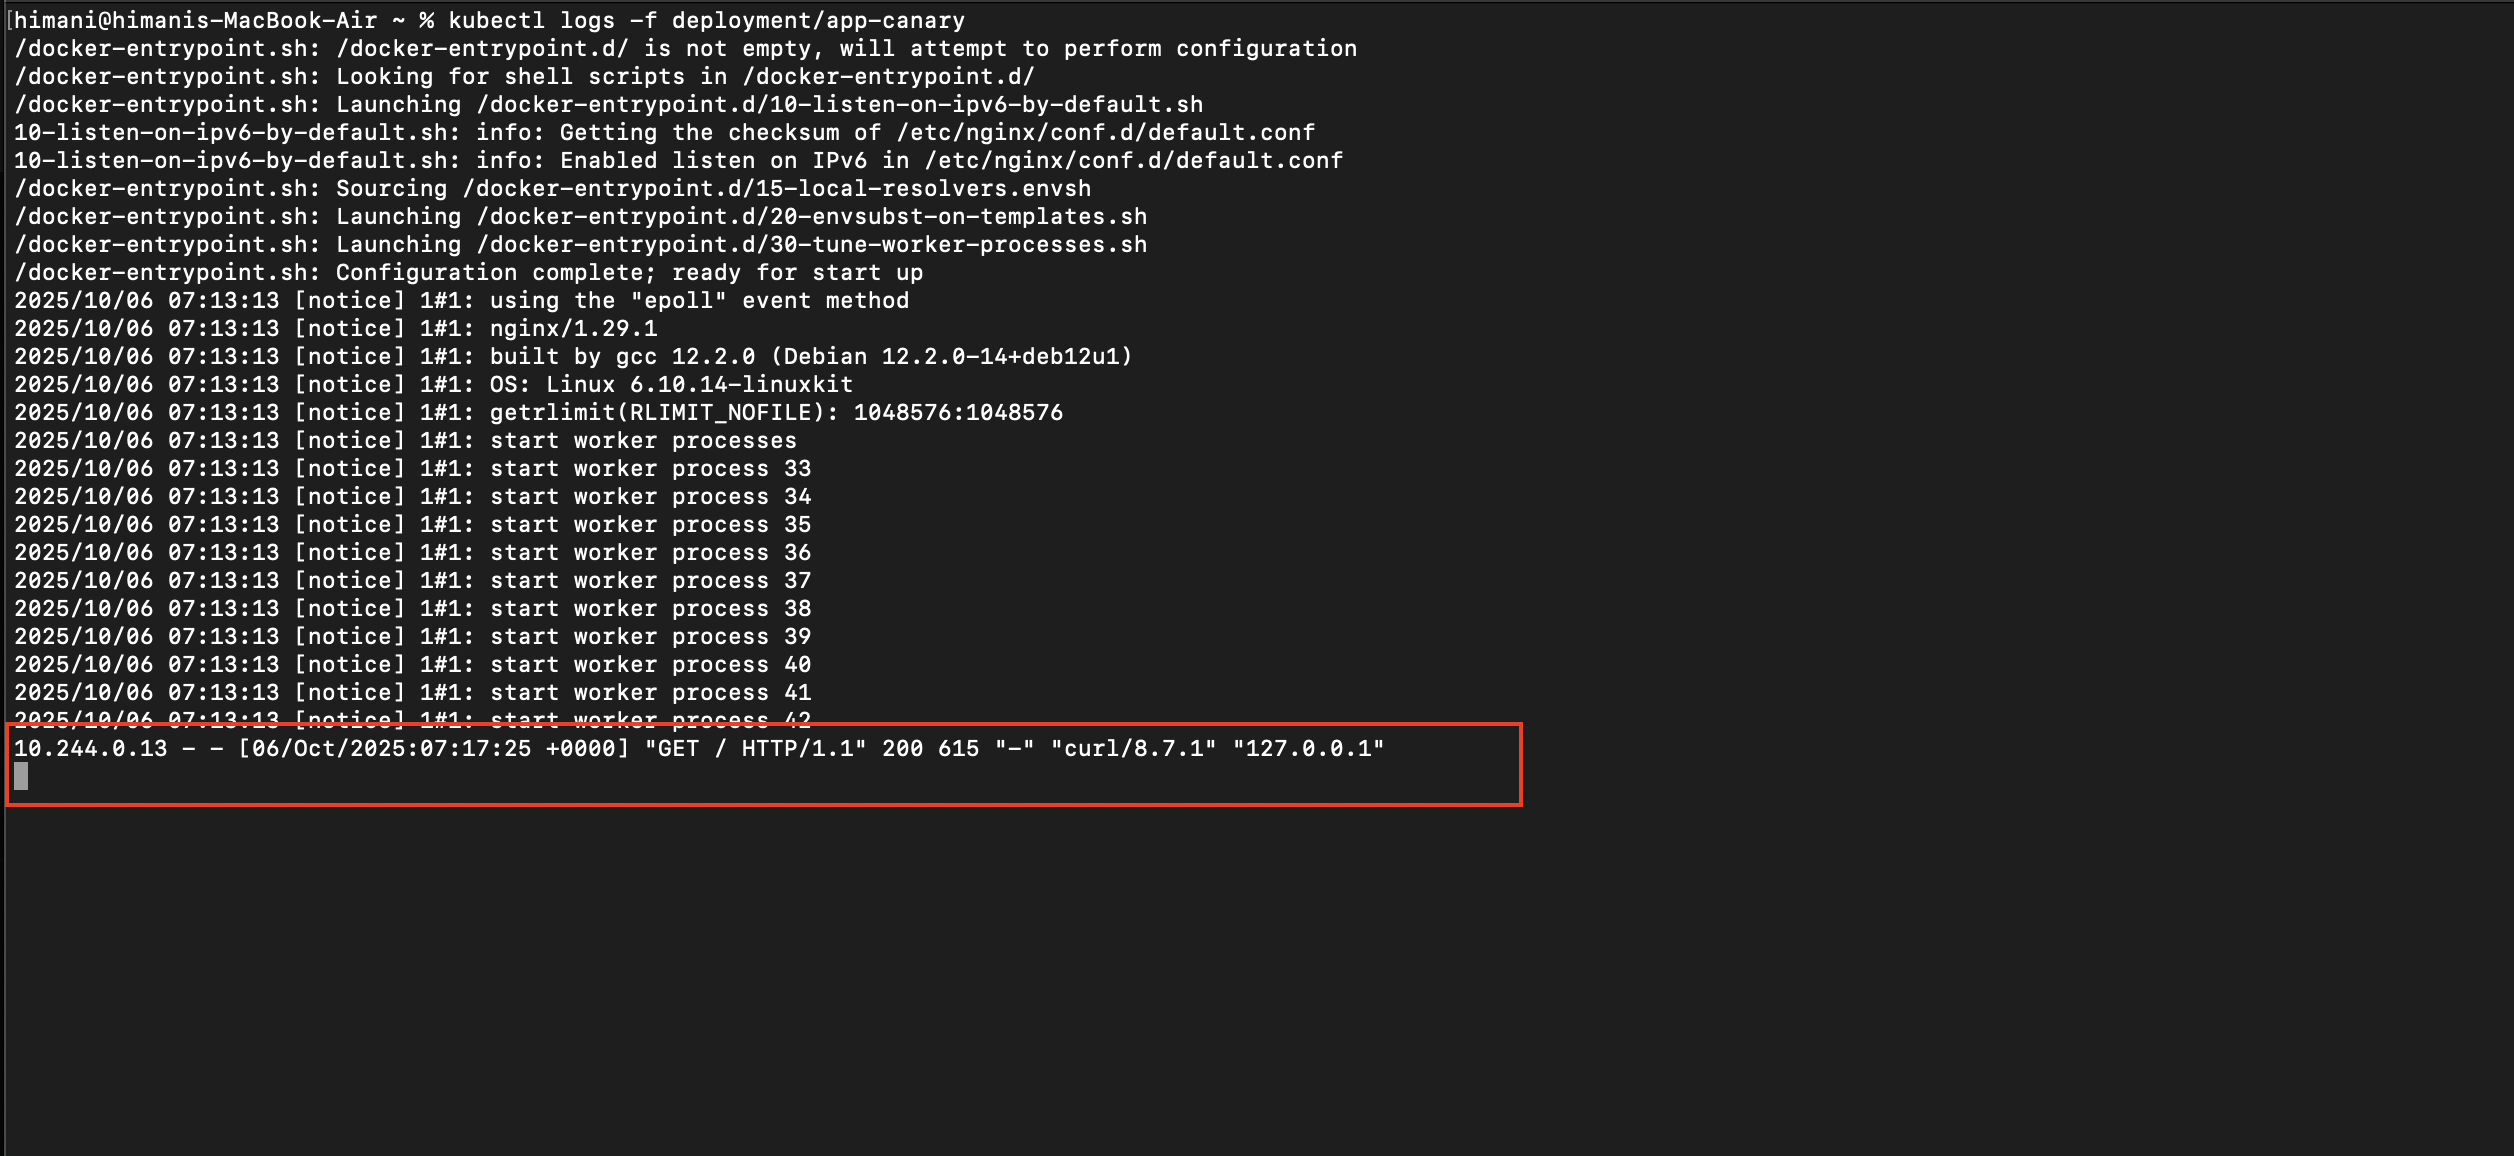 [himani@himanis-MacBook-Air ~ % kubectl logs -f deployment/app-canary
/docker-entrypoint.sh: /docker-entrypoint.d/ is not empty, will attempt to perform configuration
/docker-entrypoint.sh: Looking for shell scripts in /docker-entrypoint.d/
/docker-entrypoint.sh: Launching /docker-entrypoint.d/10-listen-on-ipv6-by-default.sh
10-listen-on-ipv6-by-default.sh: info: Getting the checksum of /etc/nginx/conf.d/default.conf
10-listen-on-ipv6-by-default.sh: info: Enabled listen on IPv6 in /etc/nginx/conf.d/default.conf
/docker-entrypoint.sh: Sourcing /docker-entrypoint.d/15-local-resolvers.envsh
/docker-entrypoint.sh: Launching /docker-entrypoint.d/20-envsubst-on-templates.sh
/docker-entrypoint.sh: Launching /docker-entrypoint.d/30-tune-worker-processes.sh
/docker-entrypoint.sh: Configuration complete; ready for start up
2025/10/06 07:13:13 [notice] 1#1: using the "epoll" event method
2025/10/06 07:13:13 [notice] 1#1: nginx/1.29.1
2025/10/06 07:13:13 [notice] 1#1: built by gcc 12.2.0 (Debian 12.2.0-14+deb12u1)
2025/10/06 07:13:13 [notice] 1#1: OS: Linux 6.10.14-linuxkit
2025/10/06 07:13:13 [notice] 1#1: getrlimit(RLIMIT_NOFILE): 1048576:1048576
2025/10/06 07:13:13 [notice] 1#1: start worker processes
2025/10/06 07:13:13 [notice] 1#1: start worker process 33
2025/10/06 07:13:13 [notice] 1#1: start worker process 34
2025/10/06 07:13:13 [notice] 1#1: start worker process 35
2025/10/06 07:13:13 [notice] 1#1: start worker process 36
2025/10/06 07:13:13 [notice] 1#1: start worker process 37
2025/10/06 07:13:13 [notice] 1#1: start worker process 38
2025/10/06 07:13:13 [notice] 1#1: start worker process 39
2025/10/06 07:13:13 [notice] 1#1: start worker process 40
2025/10/06 07:13:13 [notice] 1#1: start worker process 41
2025/10/06 07:13:13 [notice] 1#1: start worker process 42
10.244.0.13 - - [06/Oct/2025:07:17:25 +0000] "GET / HTTP/1.1" 200 615 "-" "curl/8.7.1" "127.0.0.1"